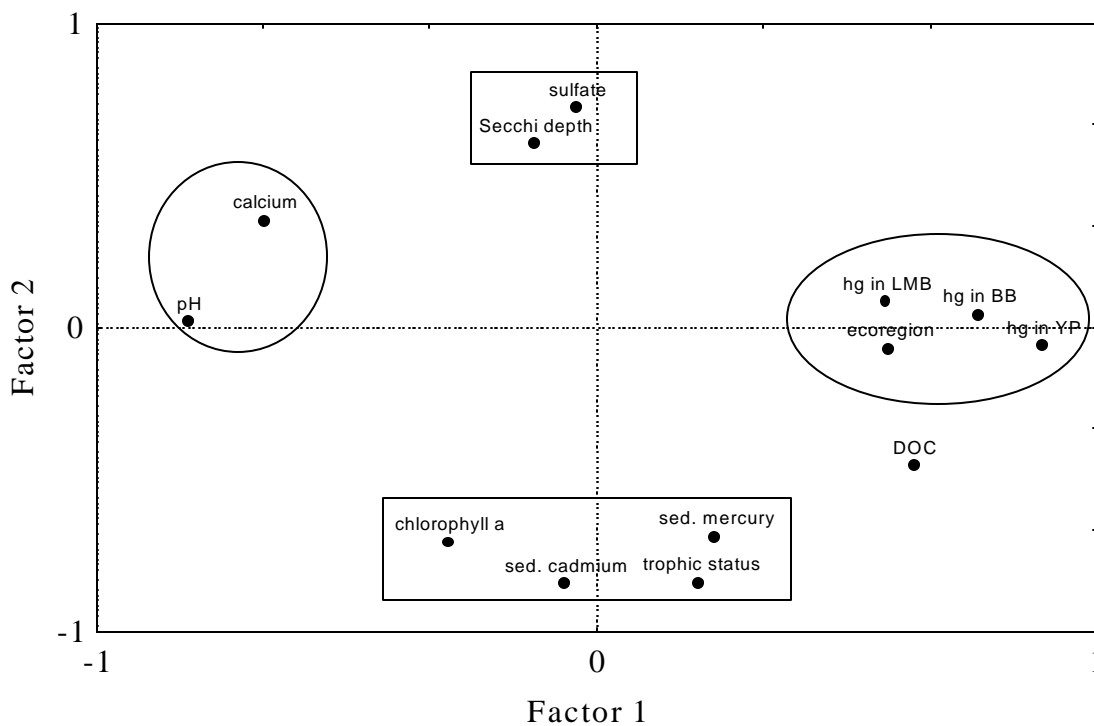 1
sulfate
Secchi depth
calcium
hg in LMB
hg in BB
pH
0
ecoregion
hg in YP
Factor 2
DOC
chlorophyll a
sed. mercury
sed. cadmium
trophic status
-1
-1
0
1
Factor 1